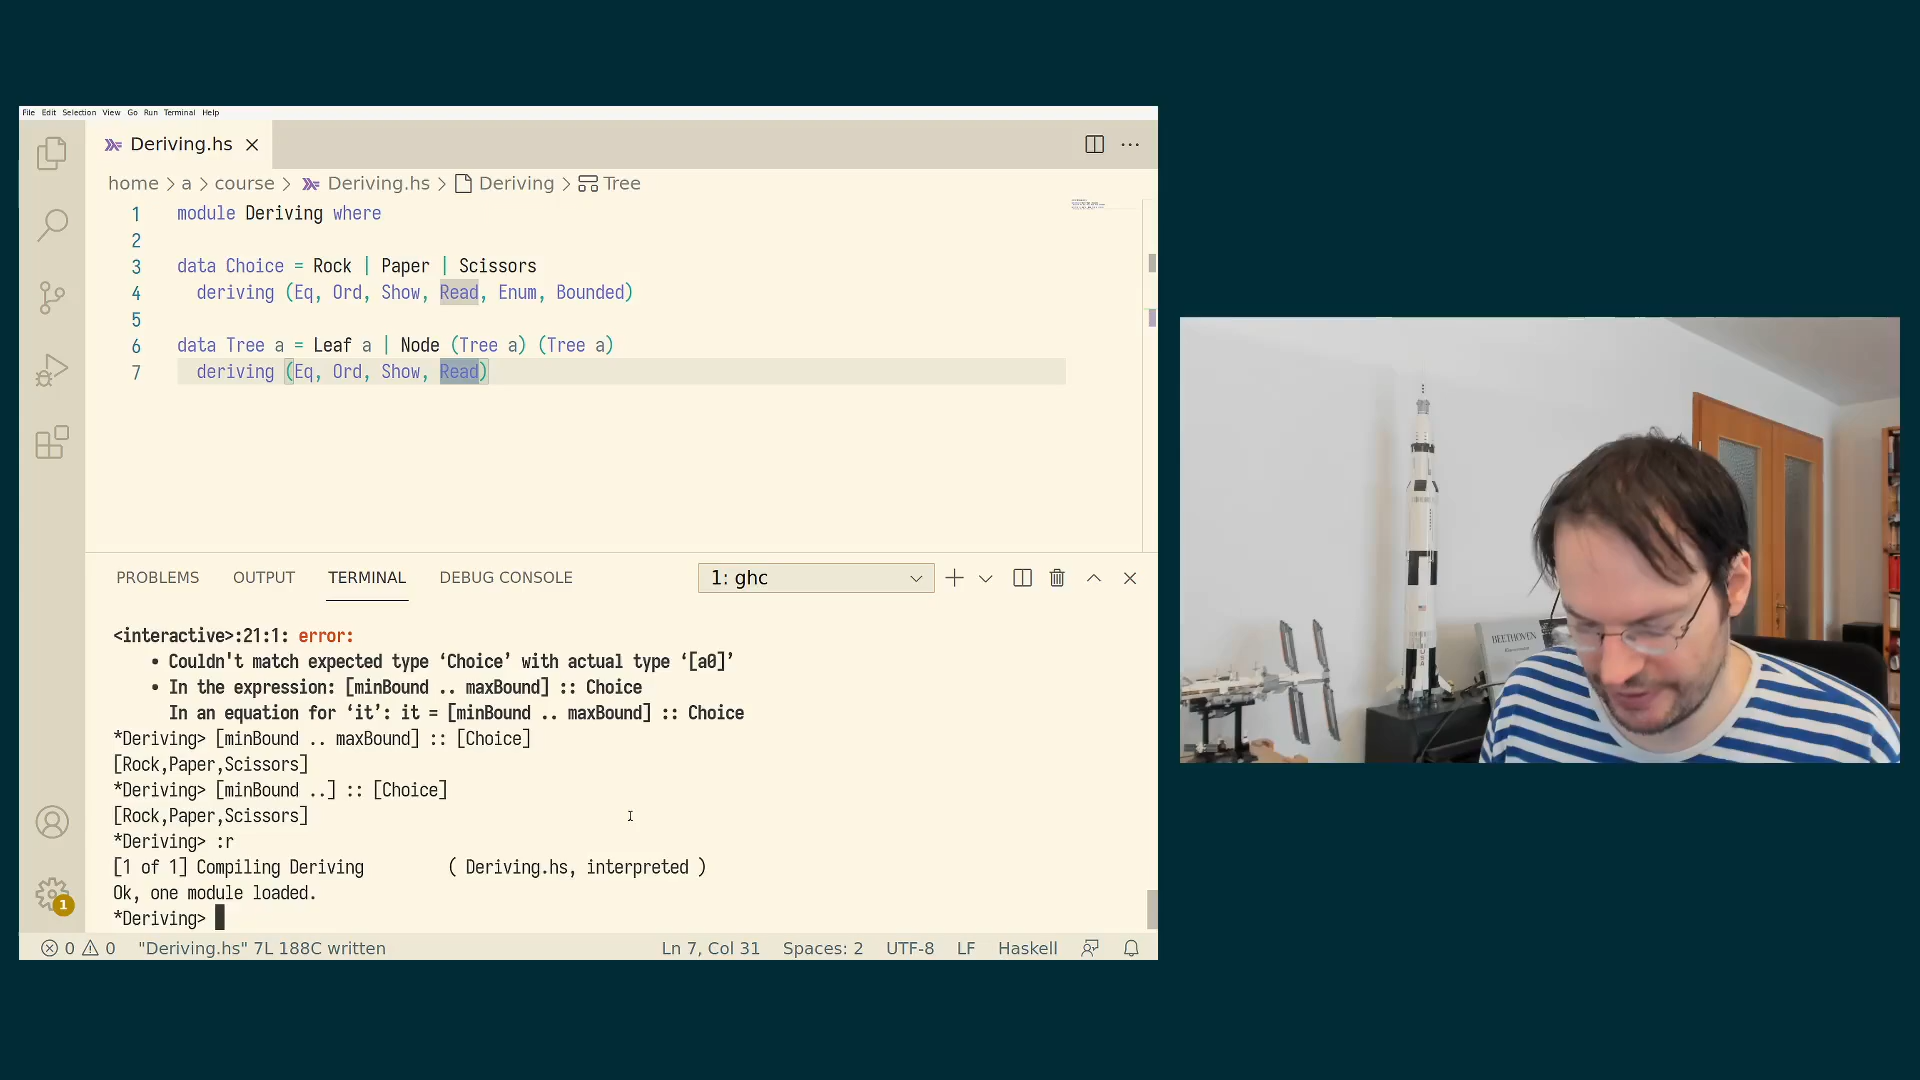 File Edit Selection View Go Run Terminal Help
Deriving.hs
home > a > course > Deriving.hs > Deriving > Tree
1 module Deriving where
2
3 data Choice = Rock | Paper | Scissors
4 deriving (Eq, Ord, Show, Read, Enum, Bounded)
5
6 data Tree a = Leaf a | Node (Tree a) (Tree a)
7 deriving (Eq, Ord, Show, Read)
PROBLEMS OUTPUT TERMINAL DEBUG CONSOLE 1: ghc
<interactive>:21:1: error:
• Couldn't match expected type ‘Choice’ with actual type ‘[a0]’
• In the expression: [minBound .. maxBound] :: Choice
In an equation for ‘it’: it = [minBound .. maxBound] :: Choice
*Deriving> [minBound .. maxBound] :: [Choice]
[Rock,Paper,Scissors]
*Deriving> [minBound ..] :: [Choice]
[Rock,Paper,Scissors]
*Deriving> :r
[1 of 1] Compiling Deriving ( Deriving.hs, interpreted )
Ok, one module loaded.
*Deriving>
1
0 0 "Deriving.hs" 7L 188C written Ln 7, Col 31 Spaces: 2 UTF-8 LF Haskell
BEETHOVEN
USA